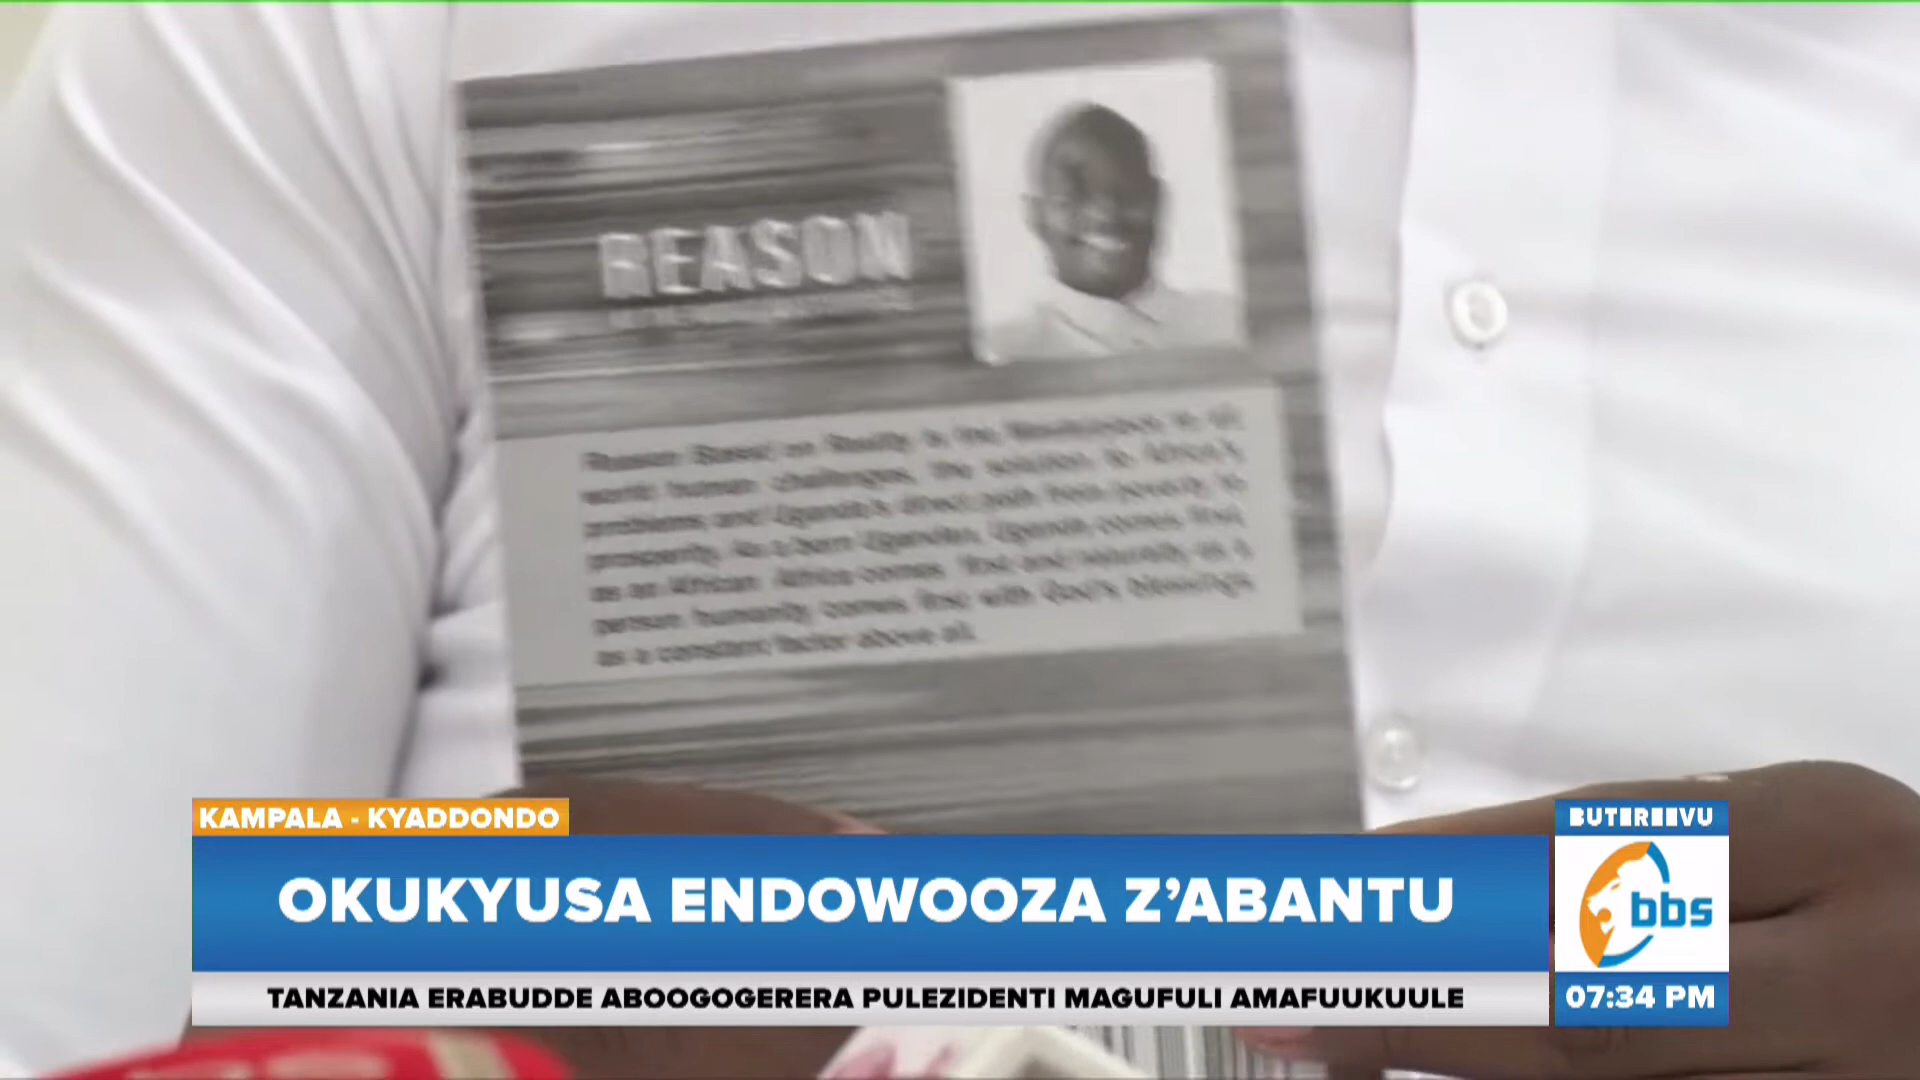 REASON
Reason Based on Reality is the to all
world human challenges, the solution to Africa's
problems and Uganda's direct path from poverty to
prosperity. As a born Ugandan, Uganda comes first,
as an African Africa comes first and naturally as a
person humanity comes first with God's blessings
as a constant factor above all.
KAMPALA - KYADDONDO
BUTEREEVU
OKUKYUSA ENDOWOOZA Z'ABANTU
bbs
TANZANIA ERABUDDE ABOOGOGERERA PULEZIDENTI MAGUFULI AMAFUUKUULE
07:34 PM